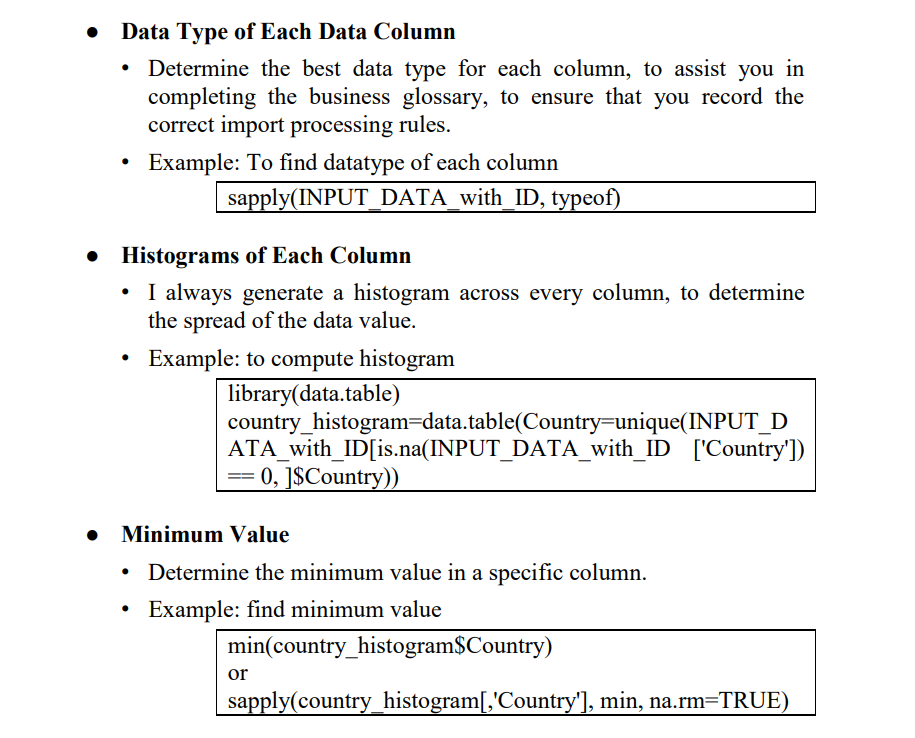 ● Data Type of Each Data Column
• Determine the best data type for each column, to assist you in
completing the business glossary, to ensure that you record the
correct import processing rules.
• Example: To find datatype of each column
sapply(INPUT_DATA_with_ID, typeof)
● Histograms of Each Column
• I always generate a histogram across every column, to determine
the spread of the data value.
• Example: to compute histogram
library(data.table)
country_histogram=data.table(Country=unique(INPUT_D
ATA_with_ID[is.na(INPUT_DATA_with_ID ['Country'])
== 0, ]$Country))
● Minimum Value
• Determine the minimum value in a specific column.
• Example: find minimum value
min(country_histogram$Country)
or
sapply(country_histogram[,'Country'], min, na.rm=TRUE)